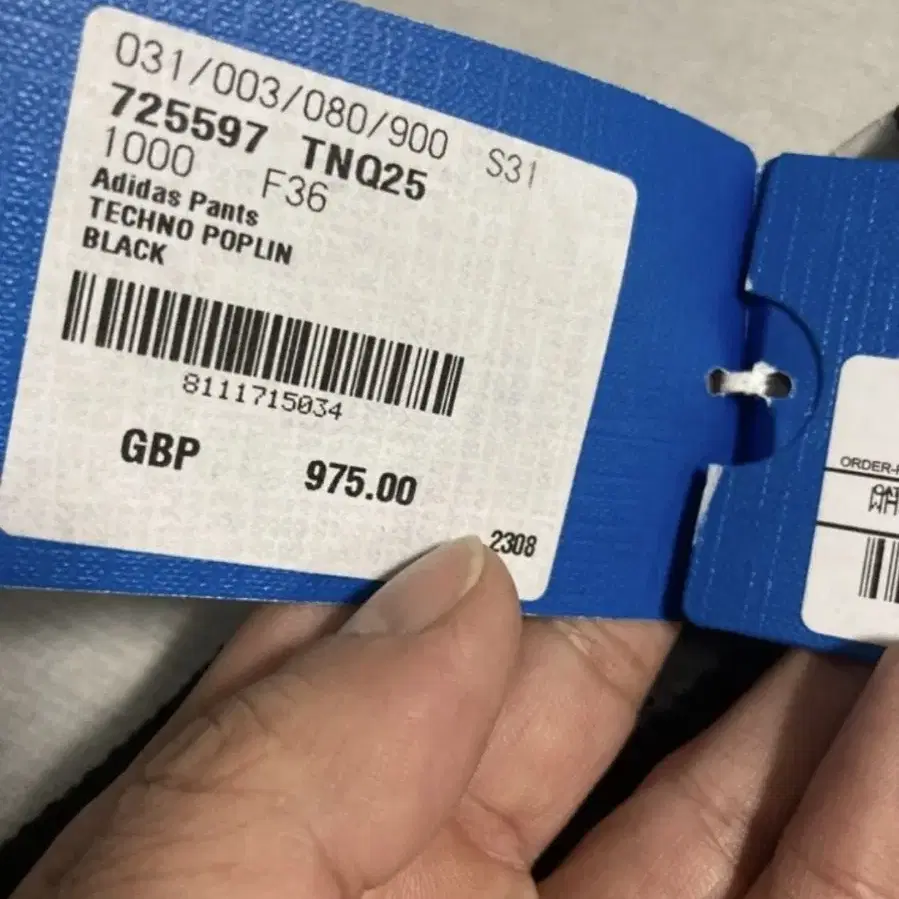 031/003/080/900 S31
725597 TNQ25
1000 F36
Adidas Pants
TECHNO POPLIN
BLACK
8111715034
GBP 975.00
2308